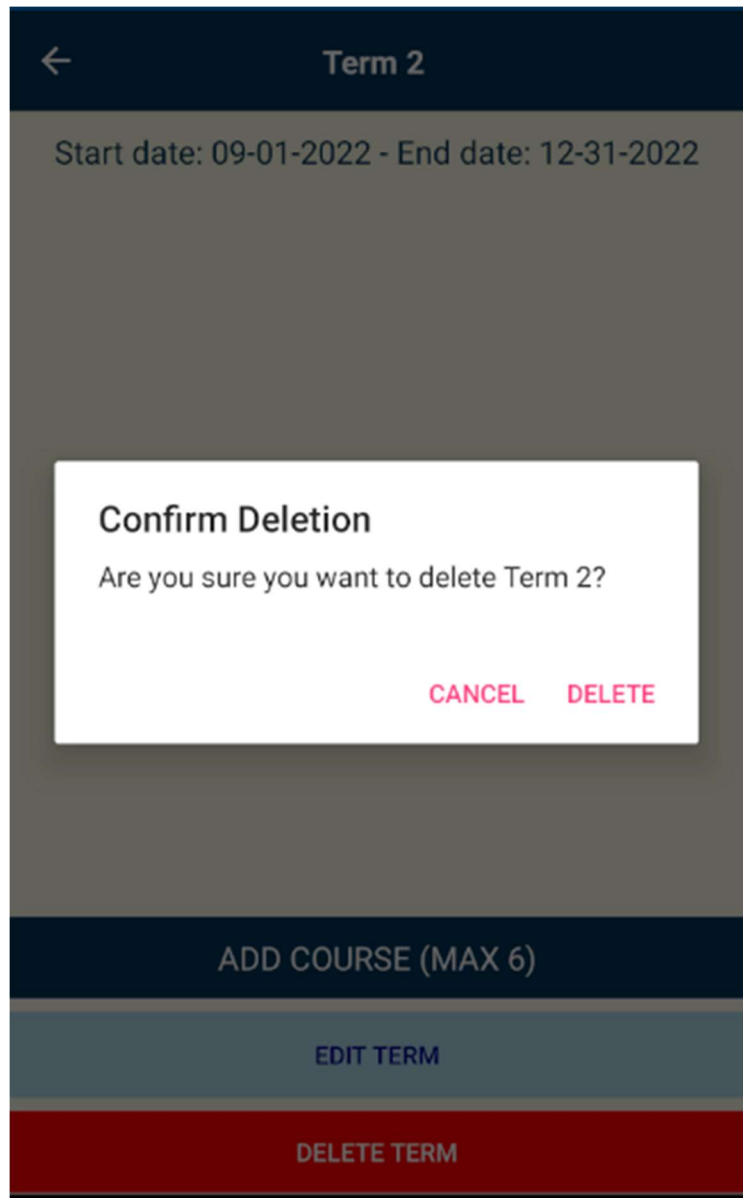 Term 2
Start date: 09-01-2022 - End date: 12-31-2022
Confirm Deletion
Are you sure you want to delete Term 2?
CANCEL DELETE
ADD COURSE (MAX 6)
EDIT TERM
DELETE TERM